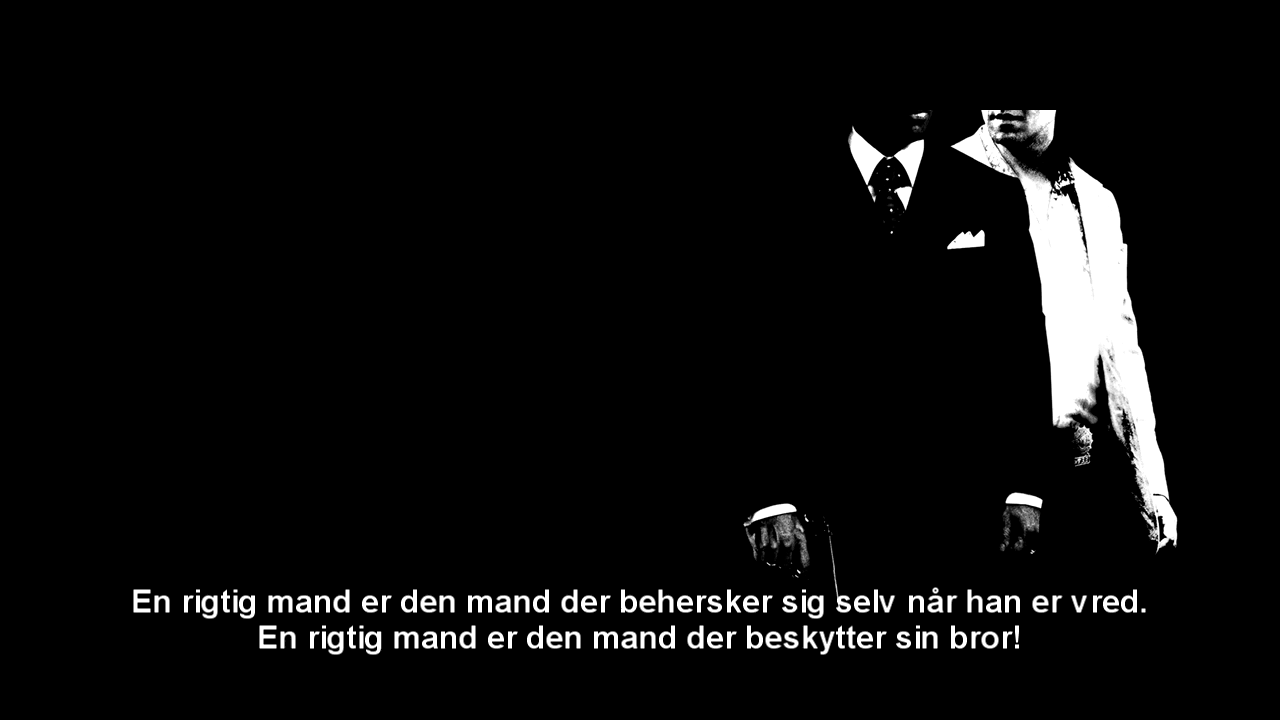 En rigtig mand er den mand der behersker sig selv når han er vred.
En rigtig mand er den mand der beskytter sin bror!